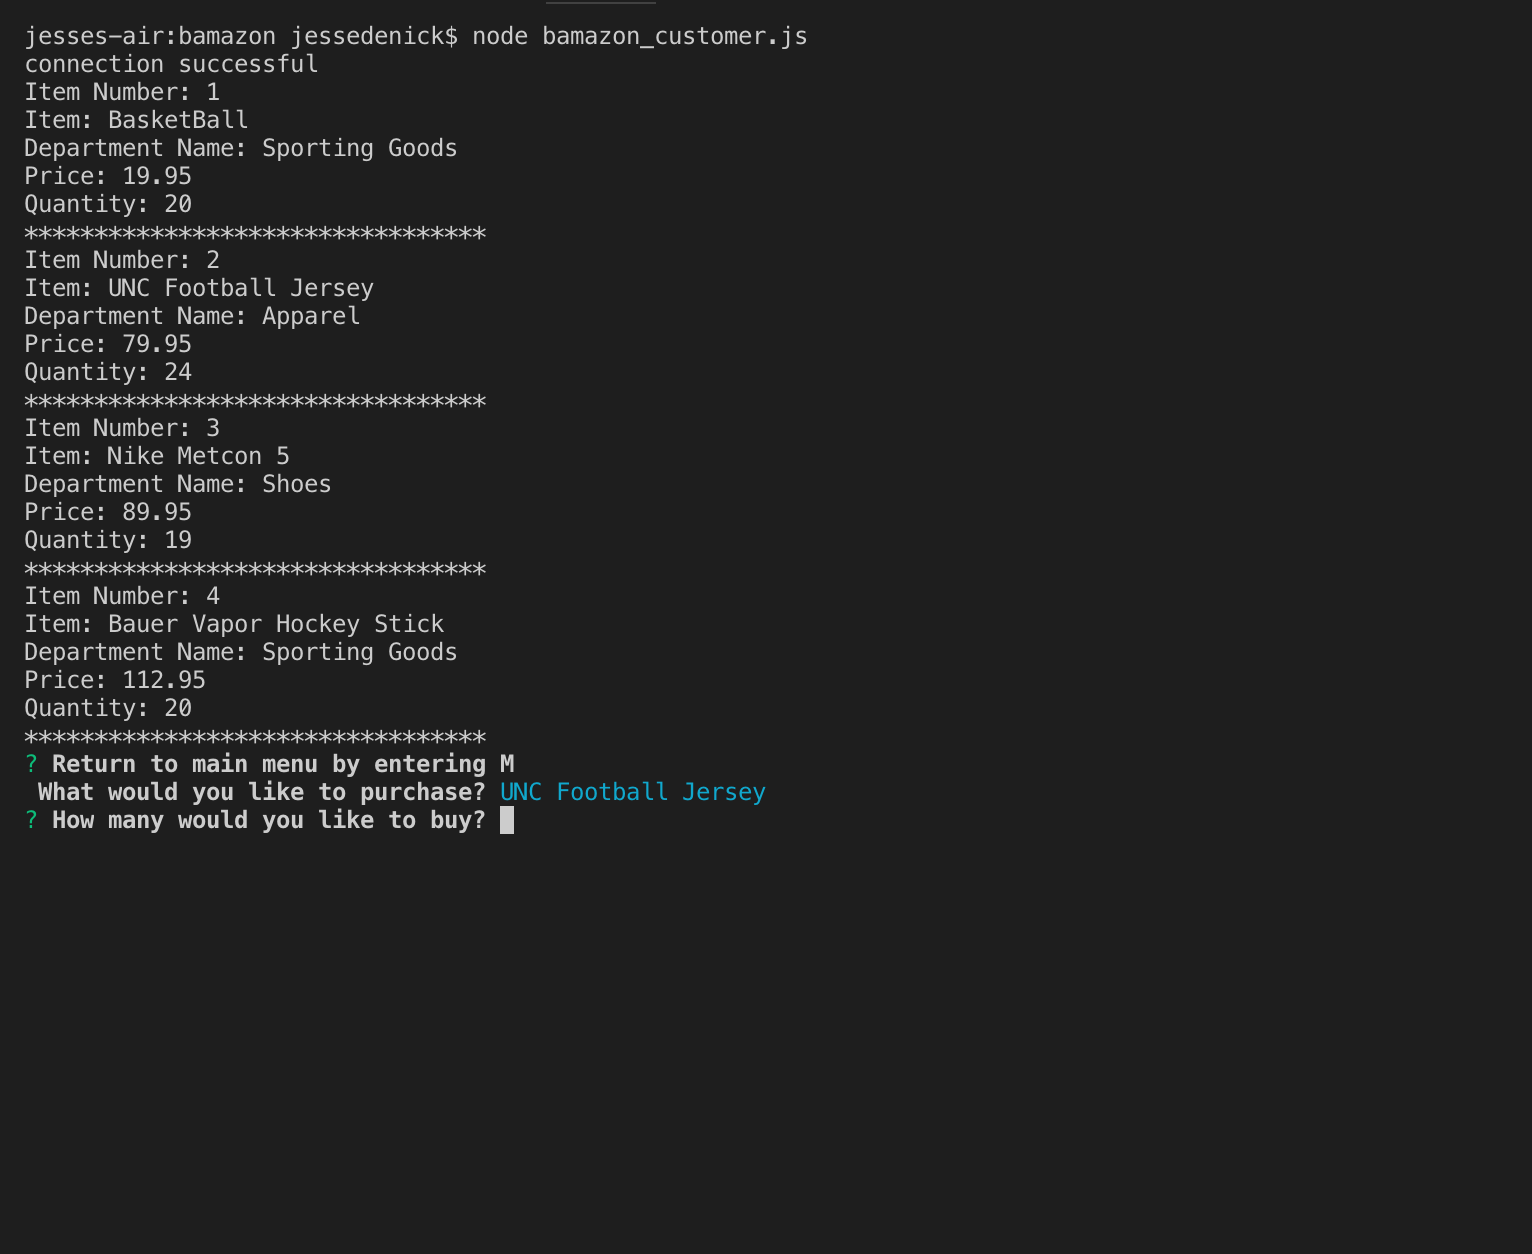 jesses-air:bamazon jessedenick$ node bamazon_customer.js
connection successful
Item Number: 1
Item: BasketBall
Department Name: Sporting Goods
Price: 19.95
Quantity: 20
*********************************
Item Number: 2
Item: UNC Football Jersey
Department Name: Apparel
Price: 79.95
Quantity: 24
*********************************
Item Number: 3
Item: Nike Metcon 5
Department Name: Shoes
Price: 89.95
Quantity: 19
*********************************
Item Number: 4
Item: Bauer Vapor Hockey Stick
Department Name: Sporting Goods
Price: 112.95
Quantity: 20
*********************************
? Return to main menu by entering M
 What would you like to purchase? UNC Football Jersey
? How many would you like to buy?